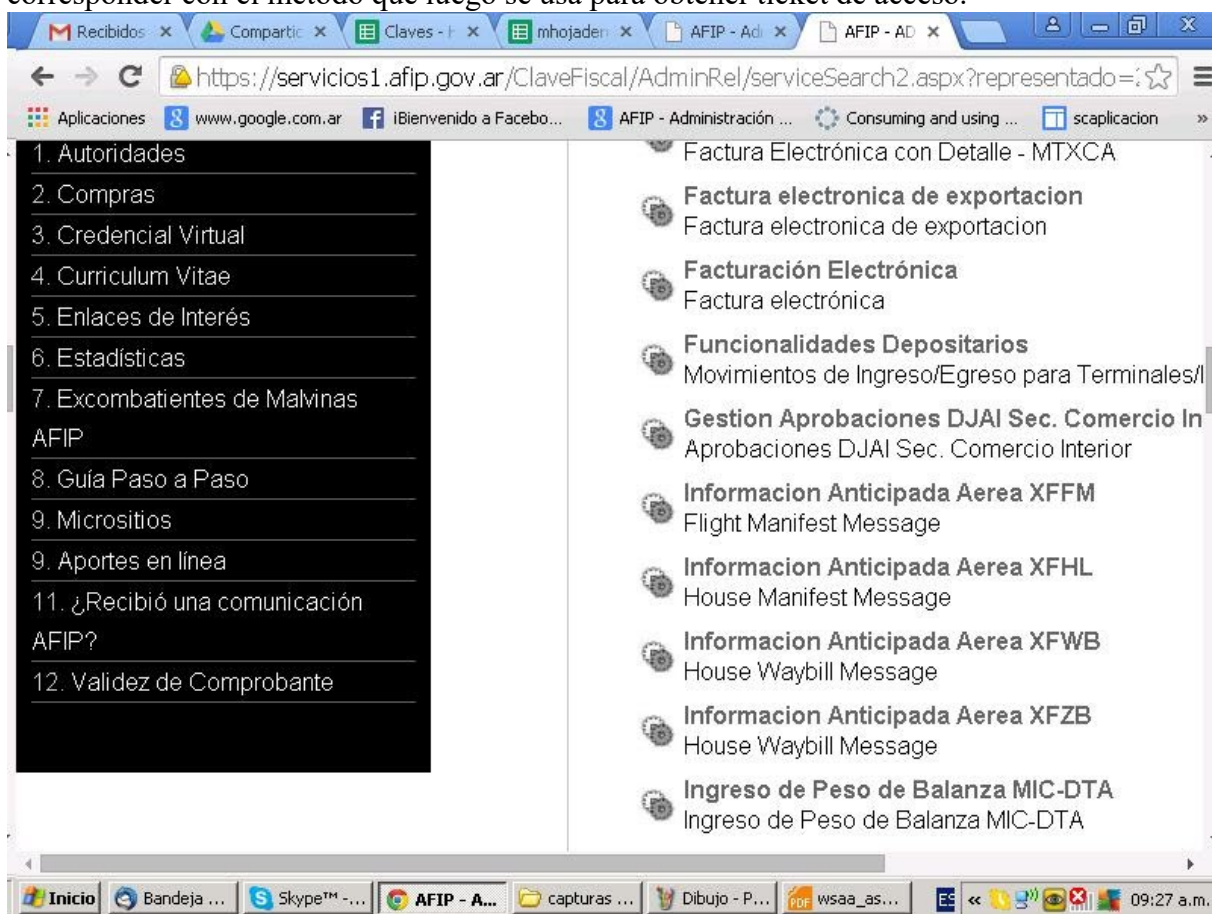 corresponder con el método que luego se usa para obtener ticket de acceso.
Recibidos
Compartic
Claves - H
mhojaderu
AFIP - Adi
AFIP - AD
https://servicios1.afip.gov.ar/ClaveFiscal/AdminRel/serviceSearch2.aspx?representado=
Aplicaciones
www.google.com.ar
iBienvenido a Facebo...
AFIP - Administración ...
Consuming and using ...
scaplicacion
»
1. Autoridades
2. Compras
3. Credencial Virtual
4. Curriculum Vitae
5. Enlaces de Interés
6. Estadísticas
7. Excombatientes de Malvinas
AFIP
8. Guía Paso a Paso
9. Micrositios
9. Aportes en línea
11. ¿Recibió una comunicación
AFIP?
12. Validez de Comprobante
Factura Electrónica con Detalle - MTXCA
Factura electronica de exportacion
Factura electronica de exportacion
Facturación Electrónica
Factura electrónica
Funcionalidades Depositarios
Movimientos de Ingreso/Egreso para Terminales/
Gestion Aprobaciones DJAI Sec. Comercio In
Aprobaciones DJAI Sec. Comercio Interior
Informacion Anticipada Aerea XFFM
Flight Manifest Message
Informacion Anticipada Aerea XFHL
House Manifest Message
Informacion Anticipada Aerea XFWB
House Waybill Message
Informacion Anticipada Aerea XFZB
House Waybill Message
Ingreso de Peso de Balanza MIC-DTA
Ingreso de Peso de Balanza MIC-DTA
Inicio
Bandeja ...
Skype™ -...
AFIP - A...
capturas ...
Dibujo - P...
wsaa_as...
ES
«
09:27 a.m.